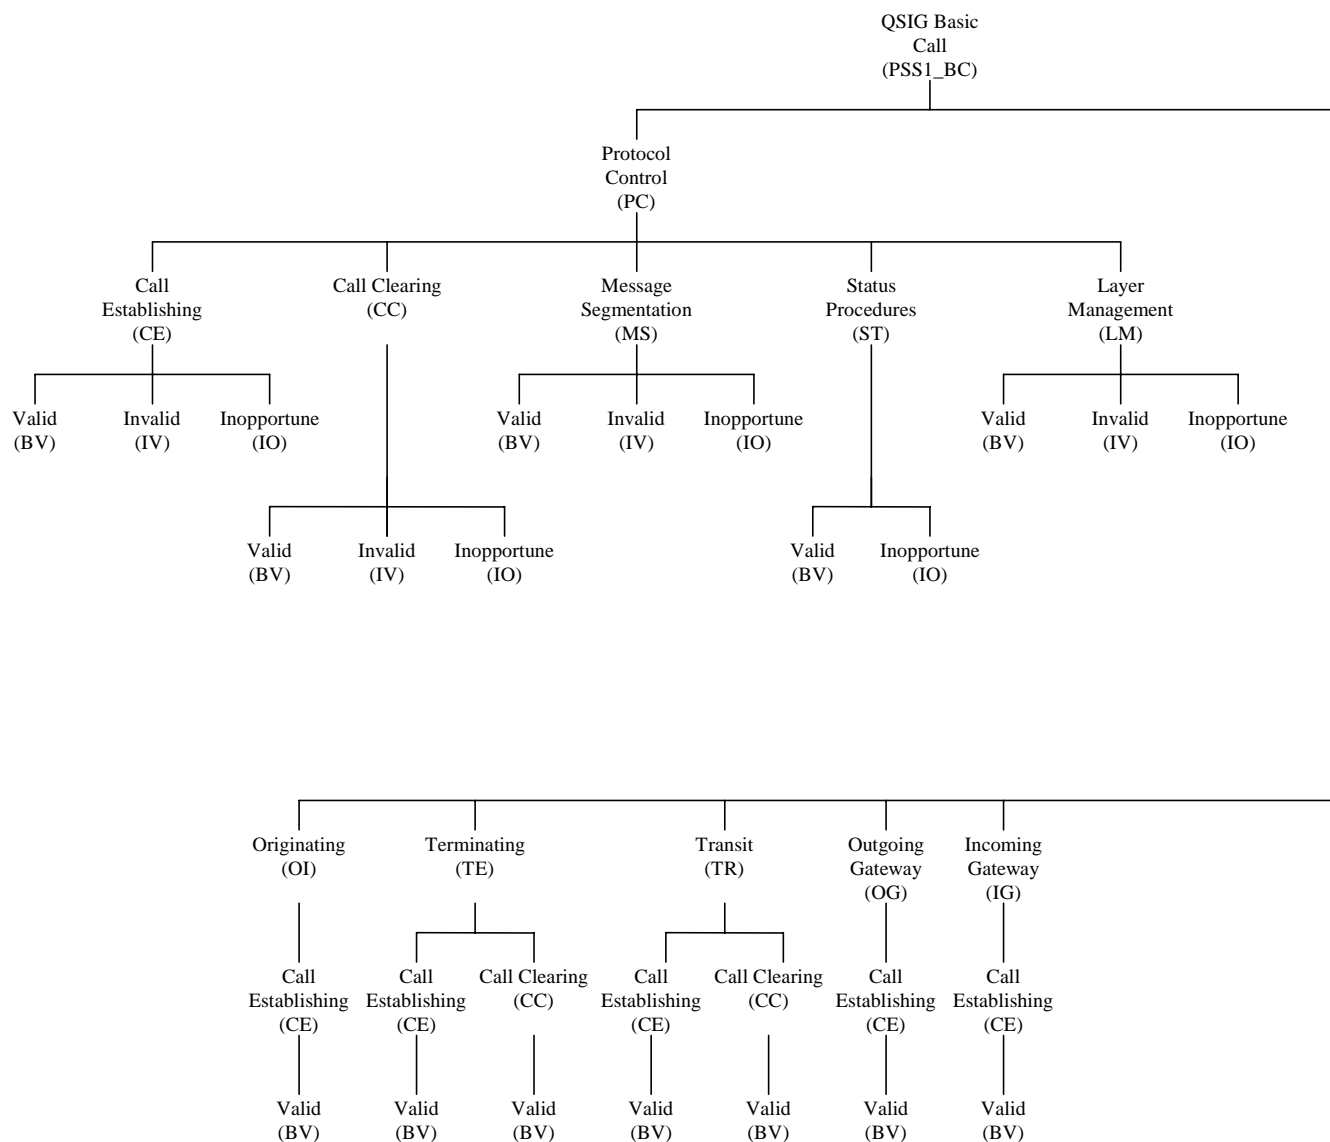 QSIG Basic
Call
(PSS1_BC)
Protocol
Control
(PC)
Call
Establishing
(CE)
Call Clearing
(CC)
Message
Segmentation
(MS)
Status
Procedures
(ST)
Layer
Management
(LM)
Valid
(BV)
Invalid
(IV)
Inopportune
(IO)
Valid
(BV)
Invalid
(IV)
Inopportune
(IO)
Valid
(BV)
Invalid
(IV)
Inopportune
(IO)
Valid
(BV)
Invalid
(IV)
Inopportune
(IO)
Valid
(BV)
Inopportune
(IO)
Originating
(OI)
Terminating
(TE)
Transit
(TR)
Outgoing
Gateway
(OG)
Incoming
Gateway
(IG)
Call
Establishing
(CE)
Call
Establishing
(CE)
Call Clearing
(CC)
Call
Establishing
(CE)
Call Clearing
(CC)
Call
Establishing
(CE)
Call
Establishing
(CE)
Valid
(BV)
Valid
(BV)
Valid
(BV)
Valid
(BV)
Valid
(BV)
Valid
(BV)
Valid
(BV)